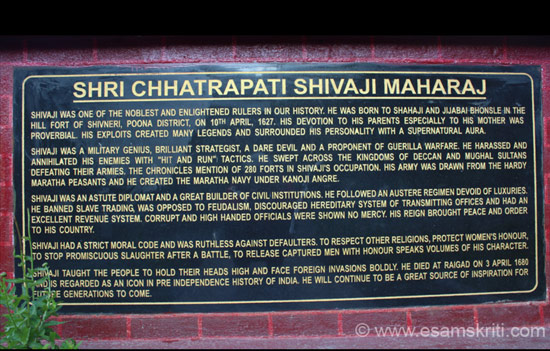 SHRI CHHATRAPATI SHIVAJI MAHARAJ
SHIVAJI WAS ONE OF THE NOBLEST AND ENLIGHTENED RULERS IN OUR HISTORY. HE WAS BORN TO SHAHAJI AND JIJABAI BHONSLE IN THE
HILL FORT OF SHIVNERI, POONA DISTRICT, ON 10TH APRIL, 1627. HIS DEVOTION TO HIS PARENTS ESPECIALLY TO HIS MOTHER WAS
PROVERBIAL. HIS EXPLOITS CREATED MANY LEGENDS AND SURROUNDED HIS PERSONALITY WITH A SUPERNATURAL AURA.
SHIVAJI WAS A MILITARY GENIUS, BRILLIANT STRATEGIST, A DARE DEVIL AND A PROPONENT OF GUERILLA WARFARE. HE HARASSED AND
ANNIHILATED HIS ENEMIES WITH "HIT AND RUN" TACTICS. HE SWEPT ACROSS THE KINGDOMS OF DECCAN AND MUGHAL SULTANS
DEFEATING THEIR ARMIES. THE CHRONICLES MENTION OF 280 FORTS IN SHIVAJI'S OCCUPATION. HIS ARMY WAS DRAWN FROM THE HARDY
MARATHA PEASANTS AND HE CREATED THE MARATHA NAVY UNDER KANOJI ANGRE.
SHIVAJI WAS AN ASTUTE DIPLOMAT AND A GREAT BUILDER OF CIVIL INSTITUTIONS. HE FOLLOWED AN AUSTERE REGIMEN DEVOID OF LUXURIES.
HE BANNED SLAVE TRADING, WAS OPPOSED TO FEUDALISM, DISCOURAGED HEREDITARY SYSTEM OF TRANSMITTING OFFICES AND HAD AN
EXCELLENT REVENUE SYSTEM. CORRUPT AND HIGH HANDED OFFICIALS WERE SHOWN NO MERCY. HIS REIGN BROUGHT PEACE AND ORDER
TO HIS COUNTRY.
SHIVAJI HAD A STRICT MORAL CODE AND WAS RUTHLESS AGAINST DEFAULTERS. TO RESPECT OTHER RELIGIONS, PROTECT WOMEN'S HONOUR,
TO STOP PROMISCUOUS SLAUGHTER AFTER A BATTLE, TO RELEASE CAPTURED MEN WITH HONOUR SPEAKS VOLUMES OF HIS CHARACTER.
SHIVAJI TAUGHT THE PEOPLE TO HOLD THEIR HEADS HIGH AND FACE FOREIGN INVASIONS BOLDLY. HE DIED AT RAIGAD ON 3 APRIL 1680
AND IS REGARDED AS AN ICON IN PRE INDEPENDENCE HISTORY OF INDIA. HE WILL CONTINUE TO BE A GREAT SOURCE OF INSPIRATION FOR
FUTURE GENERATIONS TO COME.
© www.esamskriti.com